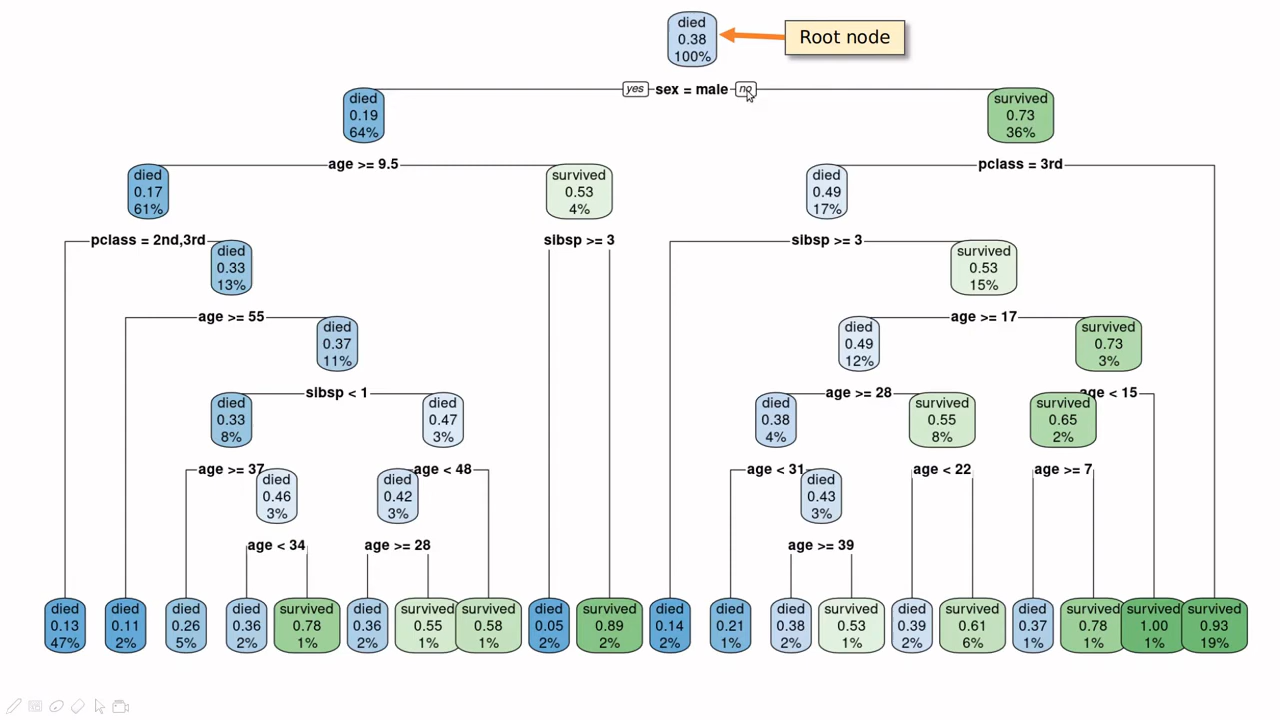 died
0.38
100%
Root node
yes sex = male no
died
0.19
64%
survived
0.73
36%
age >= 9.5
pclass = 3rd
died
0.17
61%
survived
0.53
4%
died
0.49
17%
pclass = 2nd,3rd
sibsp >= 3
sibsp >= 3
died
0.33
13%
survived
0.53
15%
age >= 55
age >= 17
died
0.37
11%
died
0.49
12%
survived
0.73
3%
sibsp < 1
age >= 28
age < 15
died
0.33
8%
died
0.47
3%
died
0.38
4%
survived
0.55
8%
survived
0.65
2%
age >= 37
age < 48
age < 31
age < 22
age >= 7
died
0.46
3%
died
0.42
3%
died
0.43
3%
age < 34
age >= 28
age >= 39
died
0.13
47%
died
0.11
2%
died
0.26
5%
died
0.36
2%
survived
0.78
1%
died
0.36
2%
survived
0.55
1%
survived
0.58
1%
died
0.05
2%
survived
0.89
2%
died
0.14
2%
died
0.21
1%
died
0.38
2%
survived
0.53
1%
died
0.39
2%
survived
0.61
6%
died
0.37
1%
survived
0.78
1%
survived
1.00
1%
survived
0.93
19%